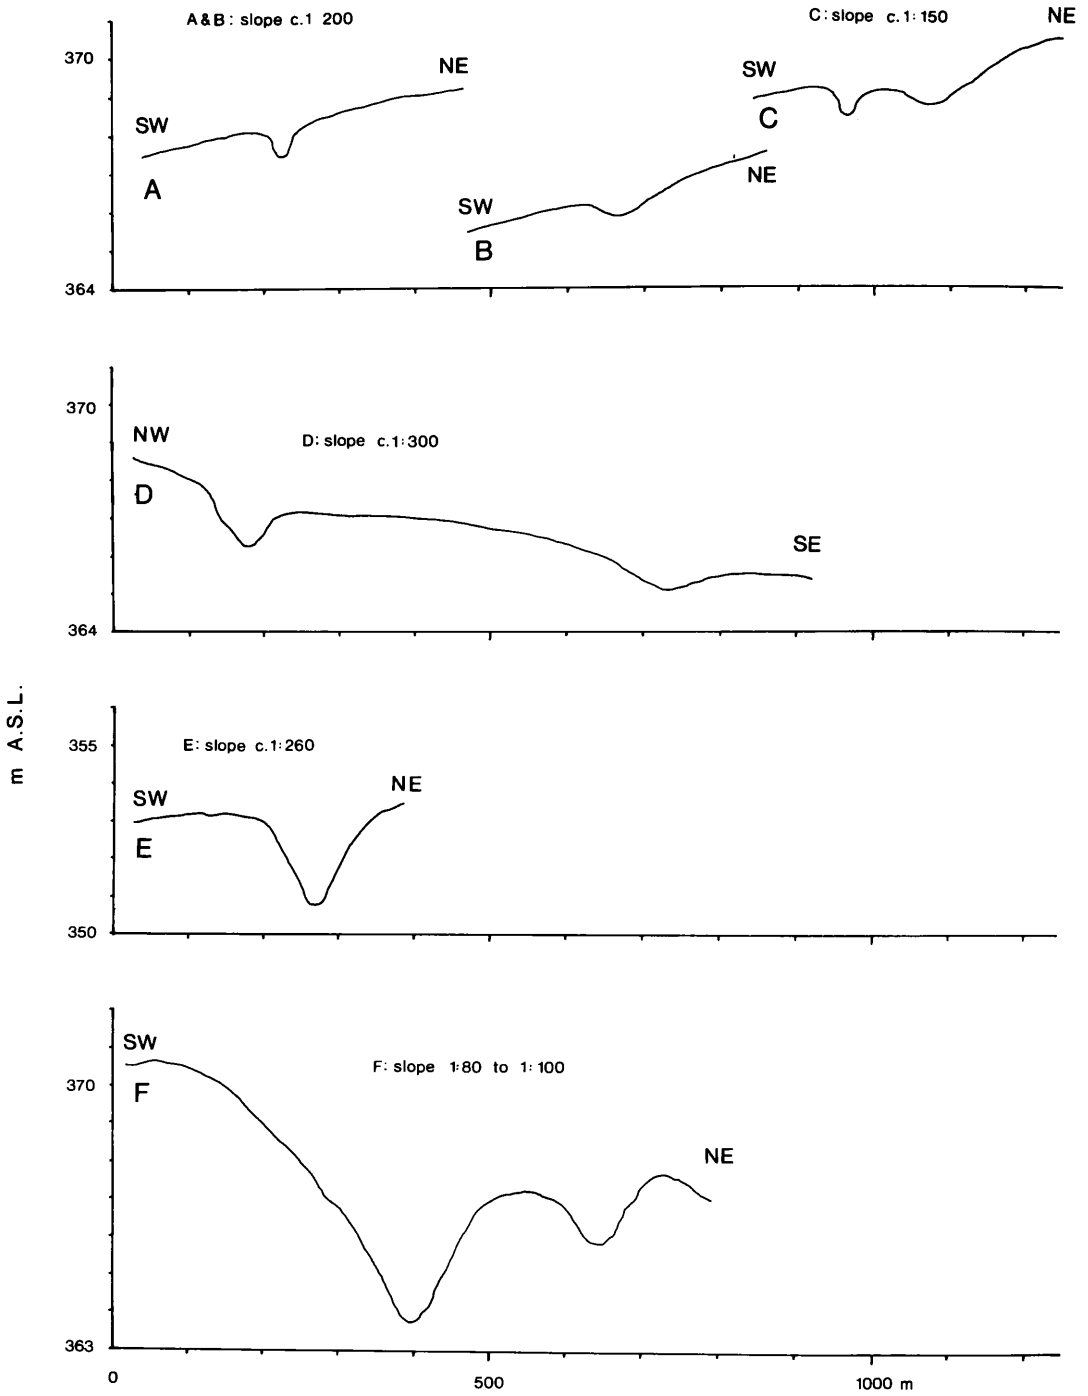 A & B: slope c.1 200
C: slope c.1:150
NE
370
NE
SW
SW
C
A
NE
SW
B
364
370
NW
D: slope c.1:300
D
SE
364
m A.S.L.
355
E: slope c.1:260
SW
NE
E
350
SW
F: slope 1:80 to 1:100
370
F
NE
363
0
500
1000 m